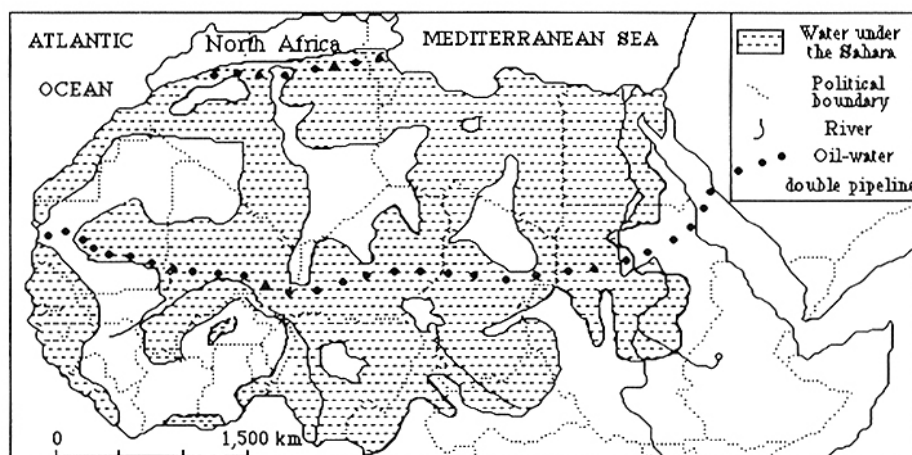 ATLANTIC
OCEAN
North Africa
MEDITERRANEAN SEA
Water under
the Sahara
Political
boundary
River
Oil-water
double pipeline
0
1,500 km